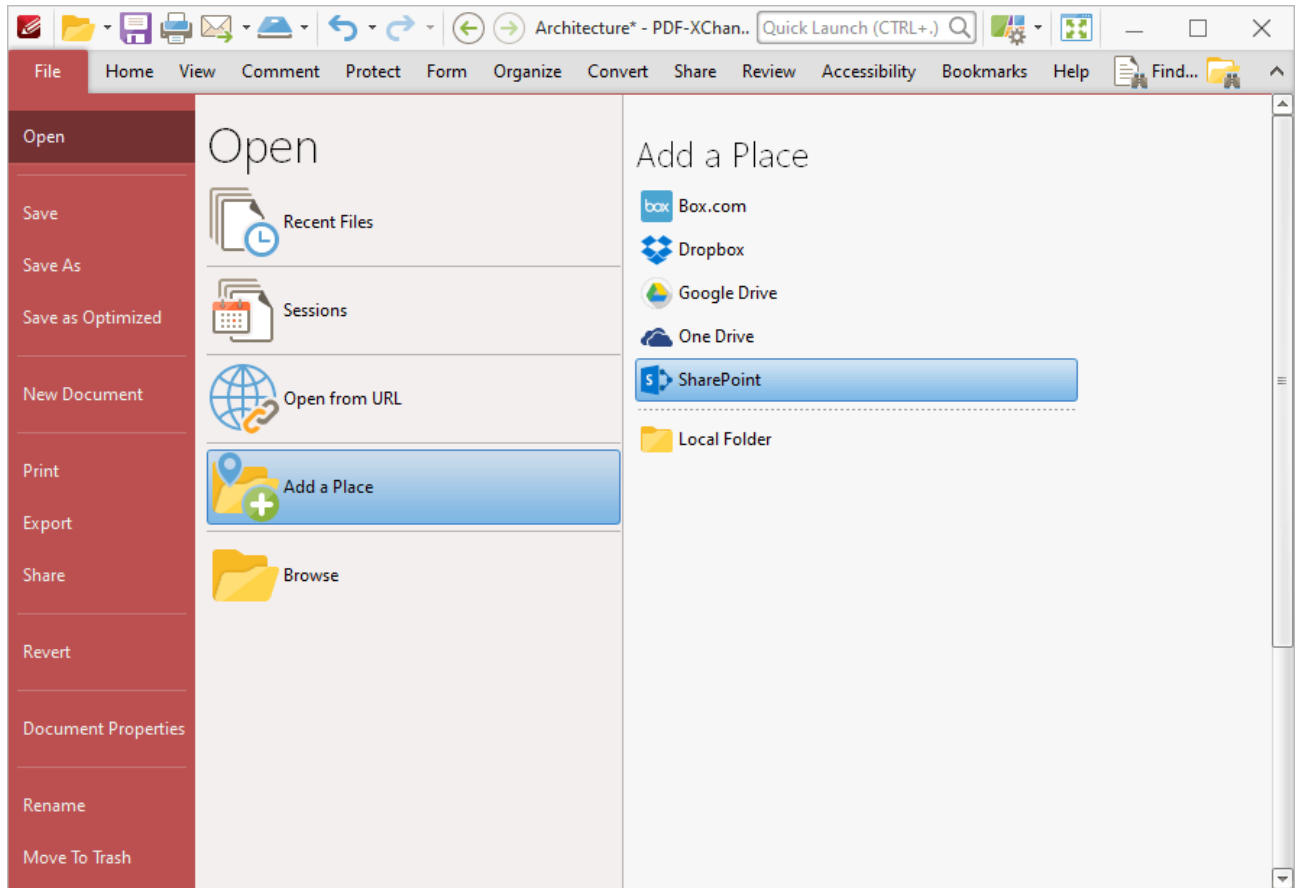 Architecture* - PDF-XChan..
Quick Launch (CTRL+.)
File Home View Comment Protect Form Organize Convert Share Review Accessibility Bookmarks Help Find...
Open
Save
Save As
Save as Optimized
New Document
Print
Export
Share
Revert
Document Properties
Rename
Move To Trash
Open
Recent Files
Sessions
Open from URL
Add a Place
Browse
Add a Place
box Box.com
Dropbox
Google Drive
One Drive
S SharePoint
Local Folder